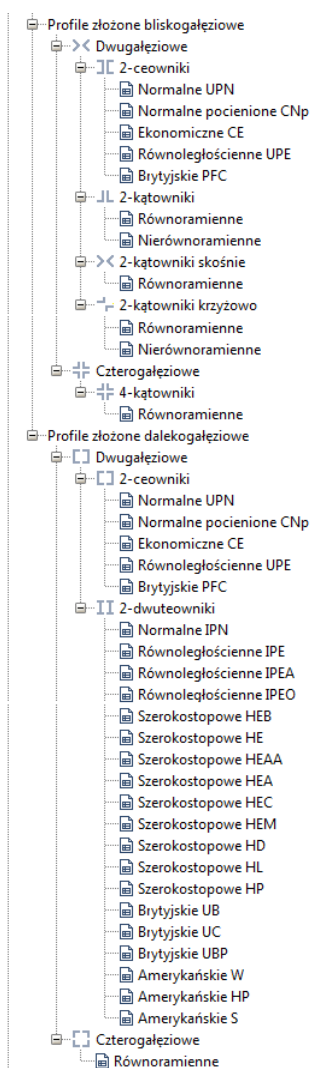 Profile złożone bliskogałęziowe
Dwugałęziowe
2-ceowniki
Normalne UPN
Normalne pocienione CNp
Ekonomiczne CE
Równoległościenne UPE
Brytyjskie PFC
2-kątowniki
Równoramienne
Nierównoramienne
2-kątowniki skośnie
Równoramienne
2-kątowniki krzyżowo
Równoramienne
Nierównoramienne
Czterogałęziowe
4-kątowniki
Równoramienne
Profile złożone dalekogałęziowe
Dwugałęziowe
2-ceowniki
Normalne UPN
Normalne pocienione CNp
Ekonomiczne CE
Równoległościenne UPE
Brytyjskie PFC
2-dwuteowniki
Normalne IPN
Równoległościenne IPE
Równoległościenne IPEA
Równoległościenne IPEO
Szerokostopowe HEB
Szerokostopowe HE
Szerokostopowe HEAA
Szerokostopowe HEA
Szerokostopowe HEC
Szerokostopowe HEM
Szerokostopowe HD
Szerokostopowe HL
Szerokostopowe HP
Brytyjskie UB
Brytyjskie UC
Brytyjskie UBP
Amerykańskie W
Amerykańskie HP
Amerykańskie S
Czterogałęziowe
Równoramienne